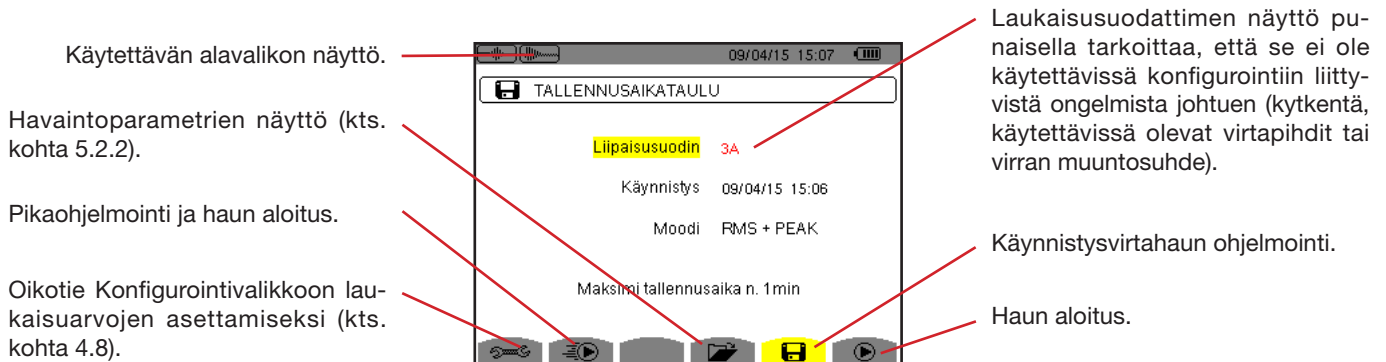 Käytettävän alavalikon näyttö.
Havaintoparametrien näyttö (kts.
kohta 5.2.2).
Pikaohjelmointi ja haun aloitus.
Oikotie Konfigurointivalikkoon lau-
kaisuarvojen asettamiseksi (kts.
kohta 4.8).
09/04/15 15:07
TALLENNUSAIKATAULU
Liipaisusuodin 3A
Käynnistys 09/04/15 15:06
Moodi RMS + PEAK
Maksimi tallennusaika n. 1min
Laukaisusuodattimen näyttö pu-
naisella tarkoittaa, että se ei ole
käytettävissä konfigurointiin liitty-
vistä ongelmista johtuen (kytkentä,
käytettävissä olevat virtapihdit tai
virran muuntosuhde).
Käynnistysvirtahaun ohjelmointi.
Haun aloitus.